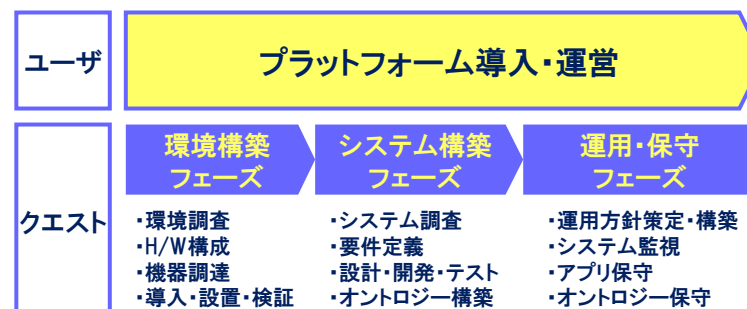 ユーザ
プラットフォーム導入・運営
クエスト
環境構築
フェーズ
・環境調査
・H/W構成
・機器調達
・導入・設置・検証
システム構築
フェーズ
・システム調査
・要件定義
・設計・開発・テスト
・オントロジー構築
運用・保守
フェーズ
・運用方針策定・構築
・システム監視
・アプリ保守
・オントロジー保守